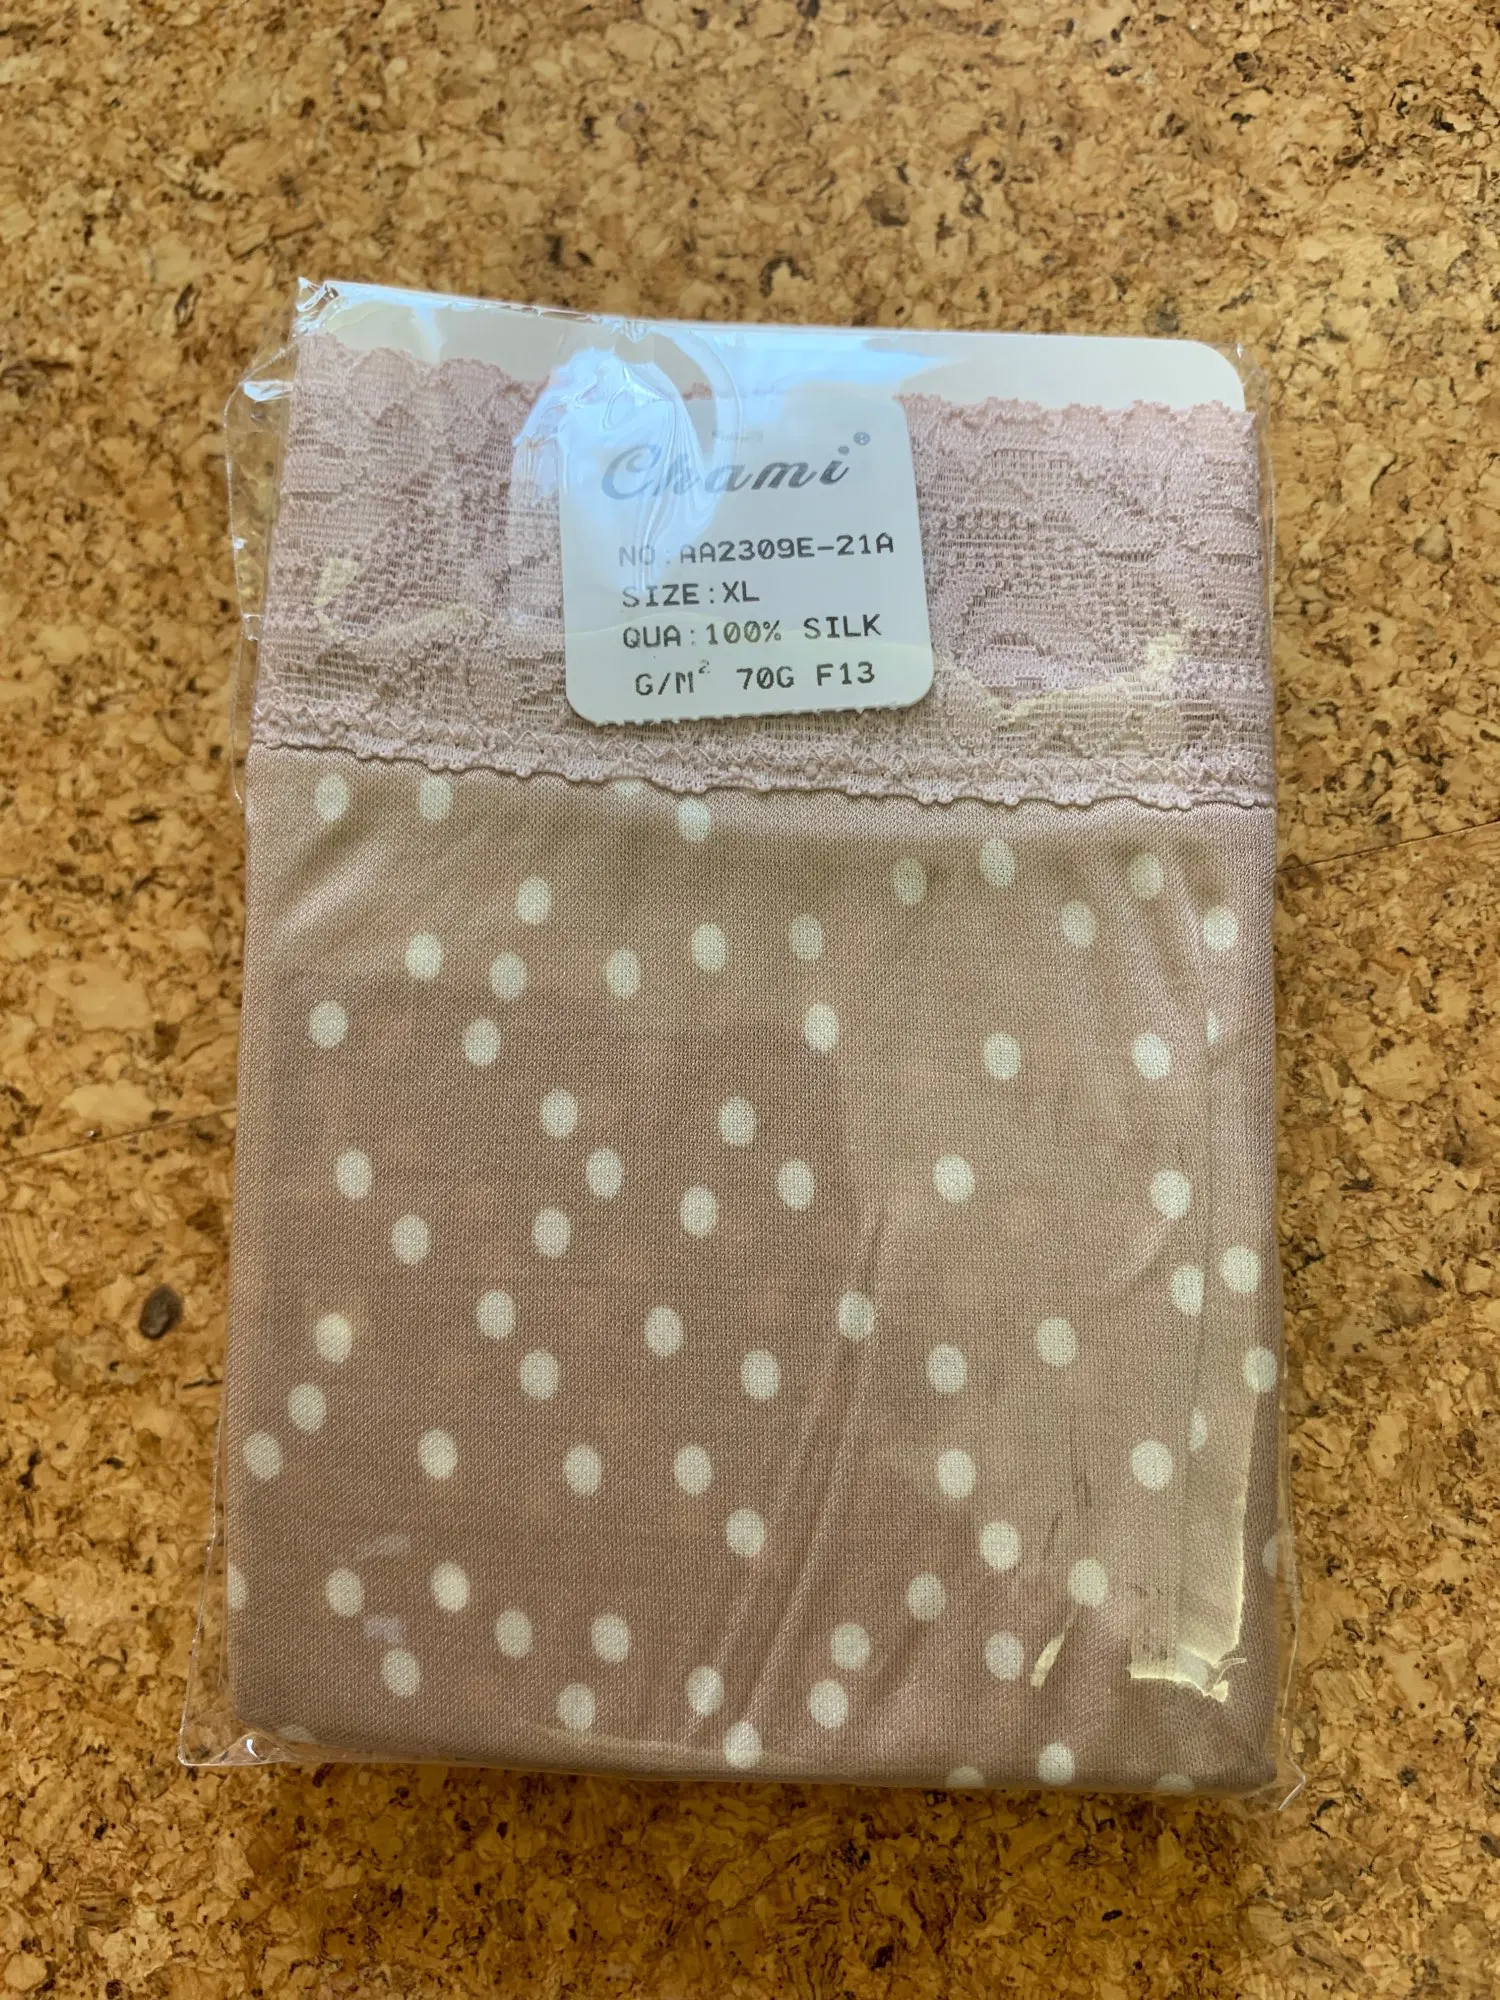 Chami®
NO:AA2309E-21A
SIZE:XL
QUA:100% SILK
G/M² 70G F13